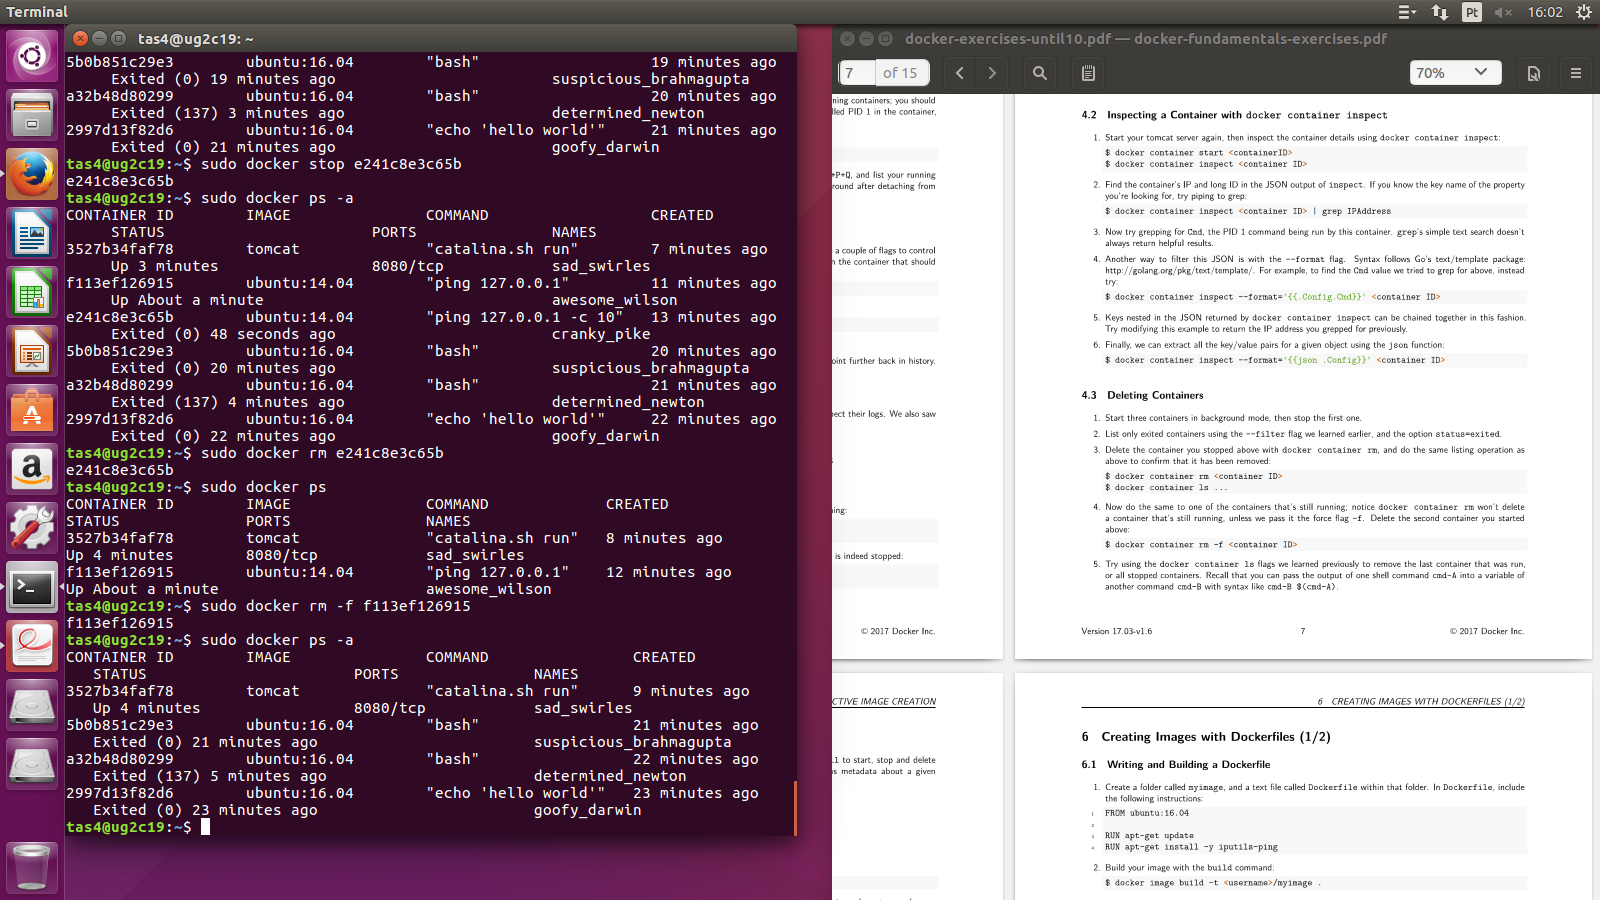 Terminal
Pt
16:02
tas4@ug2c19: ~
5b0b851c29e3 ubuntu:16.04 "bash" 19 minutes ago
Exited (0) 19 minutes ago suspicious_brahmagupta
a32b48d80299 ubuntu:16.04 "bash" 20 minutes ago
Exited (137) 3 minutes ago determined_newton
2997d13f82d6 ubuntu:16.04 "echo 'hello world'" 21 minutes ago
Exited (0) 21 minutes ago goofy_darwin
tas4@ug2c19:~$ sudo docker stop e241c8e3c65b
e241c8e3c65b
tas4@ug2c19:~$ sudo docker ps -a
CONTAINER ID IMAGE COMMAND CREATED
STATUS PORTS NAMES
3527b34faf78 tomcat "catalina.sh run" 7 minutes ago
Up 3 minutes 8080/tcp sad_swirles
f113ef126915 ubuntu:14.04 "ping 127.0.0.1" 11 minutes ago
Up About a minute awesome_wilson
e241c8e3c65b ubuntu:14.04 "ping 127.0.0.1 -c 10" 13 minutes ago
Exited (0) 48 seconds ago cranky_pike
5b0b851c29e3 ubuntu:16.04 "bash" 20 minutes ago
Exited (0) 20 minutes ago suspicious_brahmagupta
a32b48d80299 ubuntu:16.04 "bash" 21 minutes ago
Exited (137) 4 minutes ago determined_newton
2997d13f82d6 ubuntu:16.04 "echo 'hello world'" 22 minutes ago
Exited (0) 22 minutes ago goofy_darwin
tas4@ug2c19:~$ sudo docker rm e241c8e3c65b
e241c8e3c65b
tas4@ug2c19:~$ sudo docker ps
CONTAINER ID IMAGE COMMAND CREATED
STATUS PORTS NAMES
3527b34faf78 tomcat "catalina.sh run" 8 minutes ago
Up 4 minutes 8080/tcp sad_swirles
f113ef126915 ubuntu:14.04 "ping 127.0.0.1" 12 minutes ago
Up About a minute awesome_wilson
tas4@ug2c19:~$ sudo docker rm -f f113ef126915
f113ef126915
tas4@ug2c19:~$ sudo docker ps -a
CONTAINER ID IMAGE COMMAND CREATED
STATUS PORTS NAMES
3527b34faf78 tomcat "catalina.sh run" 9 minutes ago
Up 4 minutes 8080/tcp sad_swirles
5b0b851c29e3 ubuntu:16.04 "bash" 21 minutes ago
Exited (0) 21 minutes ago suspicious_brahmagupta
a32b48d80299 ubuntu:16.04 "bash" 22 minutes ago
Exited (137) 5 minutes ago determined_newton
2997d13f82d6 ubuntu:16.04 "echo 'hello world'" 23 minutes ago
Exited (0) 23 minutes ago goofy_darwin
tas4@ug2c19:~$
docker-exercises-until10.pdf — docker-fundamentals-exercises.pdf
7 of 15
70%
ning containers; you should
lled PID 1 in the container,
+P+Q, and list your running
round after detaching from
a couple of flags to control
n the container that should
oint further back in history.
ect their logs. We also saw
ning:
is indeed stopped:
© 2017 Docker Inc.
CTIVE IMAGE CREATION
ll to start, stop and delete
s metadata about a given
4.2 Inspecting a Container with docker container inspect
1. Start your tomcat server again, then inspect the container details using docker container inspect:
$ docker container start <containerID>
$ docker container inspect <container ID>
2. Find the container's IP and long ID in the JSON output of inspect. If you know the key name of the property
you're looking for, try piping to grep:
$ docker container inspect <container ID> | grep IPAddress
3. Now try grepping for Cmd, the PID 1 command being run by this container. grep's simple text search doesn't
always return helpful results.
4. Another way to filter this JSON is with the --format flag. Syntax follows Go's text/template package:
http://golang.org/pkg/text/template/. For example, to find the Cmd value we tried to grep for above, instead
try:
$ docker container inspect --format='{{.Config.Cmd}}' <container ID>
5. Keys nested in the JSON returned by docker container inspect can be chained together in this fashion.
Try modifying this example to return the IP address you grepped for previously.
6. Finally, we can extract all the key/value pairs for a given object using the json function:
$ docker container inspect --format='{{json .Config}}' <container ID>
4.3 Deleting Containers
1. Start three containers in background mode, then stop the first one.
2. List only exited containers using the --filter flag we learned earlier, and the option status=exited.
3. Delete the container you stopped above with docker container rm, and do the same listing operation as
above to confirm that it has been removed:
$ docker container rm <container ID>
$ docker container ls ...
4. Now do the same to one of the containers that's still running; notice docker container rm won't delete
a container that's still running, unless we pass it the force flag -f. Delete the second container you started
above:
$ docker container rm -f <container ID>
5. Try using the docker container ls flags we learned previously to remove the last container that was run,
or all stopped containers. Recall that you can pass the output of one shell command cmd-A into a variable of
another command cmd-B with syntax like cmd-B $(cmd-A).
Version 17.03-v1.6 7 © 2017 Docker Inc.
6 CREATING IMAGES WITH DOCKERFILES (1/2)
6 Creating Images with Dockerfiles (1/2)
6.1 Writing and Building a Dockerfile
1. Create a folder called myimage, and a text file called Dockerfile within that folder. In Dockerfile, include
the following instructions:
1 FROM ubuntu:16.04
2
3 RUN apt-get update
4 RUN apt-get install -y iputils-ping
2. Build your image with the build command:
$ docker image build -t <username>/myimage .